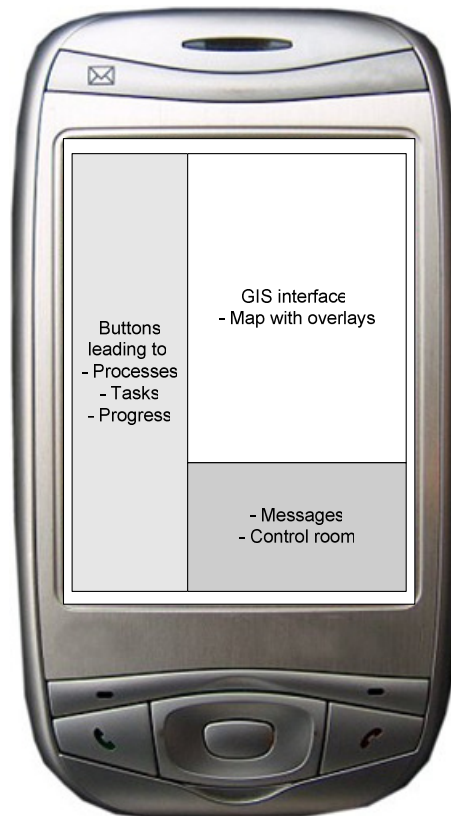 Buttons
leading to
- Processes
- Tasks
- Progress
GIS interface
- Map with overlays
- Messages
- Control room